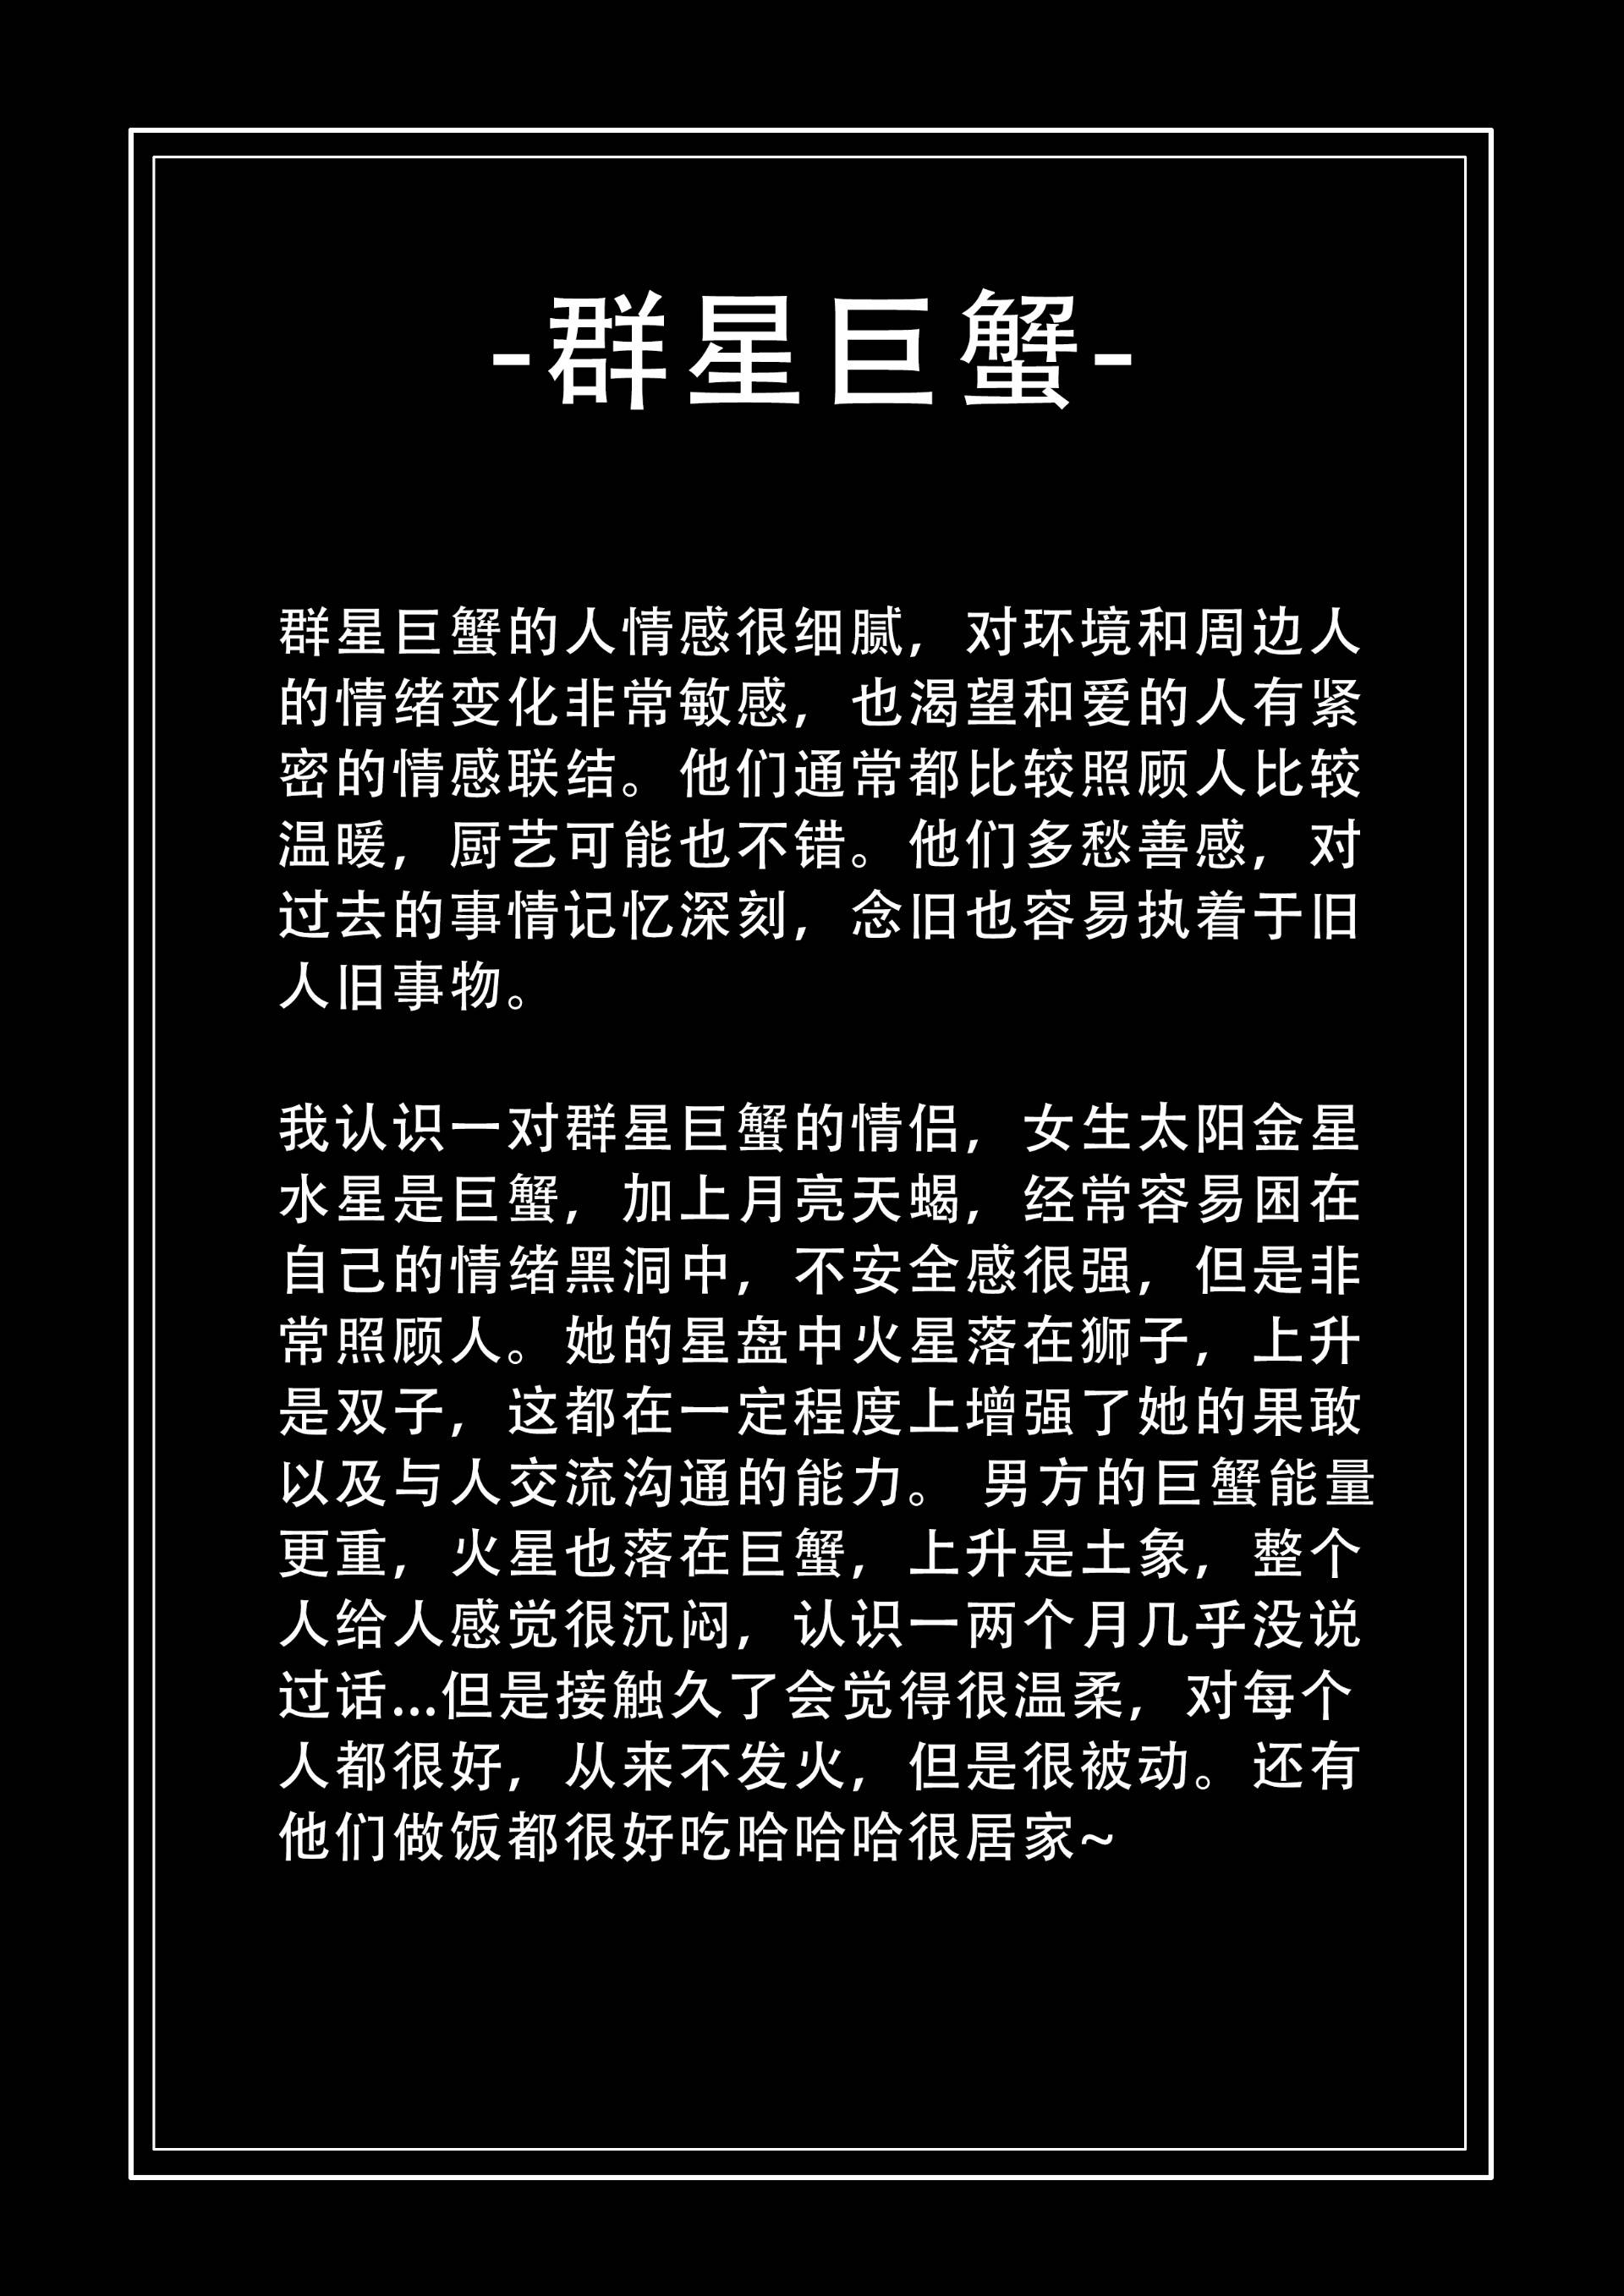 -群星巨蟹-
群星巨蟹的人情感很细腻，对环境和周边人
的情绪变化非常敏感，也渴望和爱的人有紧
密的情感联结。他们通常都比较照顾人比较
温暖，厨艺可能也不错。他们多愁善感，对
过去的事情记忆深刻，念旧也容易执着于旧
人旧事物。
我认识一对群星巨蟹的情侣，女生太阳金星
水星是巨蟹，加上月亮天蝎，经常容易困在
自己的情绪黑洞中，不安全感很强，但是非
常照顾人。她的星盘中火星落在狮子，上升
是双子，这都在一定程度上增强了她的果敢
以及与人交流沟通的能力。 男方的巨蟹能量
更重，火星也落在巨蟹，上升是土象，整个
人给人感觉很沉闷，认识一两个月几乎没说
过话...但是接触久了会觉得很温柔，对每个
人都很好，从来不发火，但是很被动。还有
他们做饭都很好吃哈哈哈很居家~